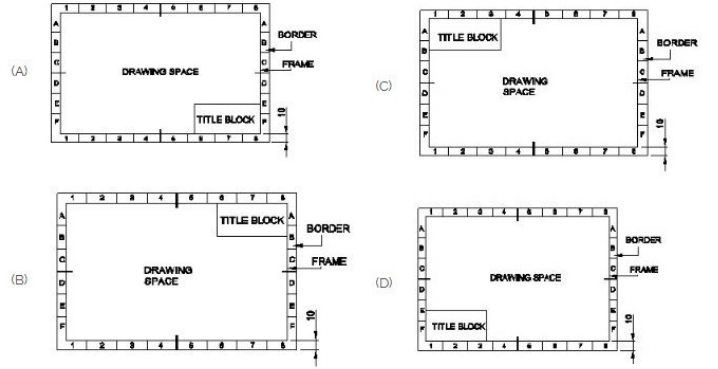 (A)
1 2 3 4 5 6 7 8
A A
B B
C C
D D
E E
F F
DRAWING SPACE
TITLE BLOCK
1 2 3 4 5 6 7 8
BORDER
FRAME
10
(B)
1 2 3 4 5 6 7 8
A A
B B
C C
D D
E E
F F
TITLE BLOCK
DRAWING
SPACE
1 2 3 4 5 6 7 8
BORDER
FRAME
10
(C)
1 2 3 4 5 6 7 8
A A
B B
C C
D D
E E
F F
TITLE BLOCK
DRAWING
SPACE
1 2 3 4 5 6 7 8
BORDER
FRAME
10
(D)
1 2 3 4 5 6 7 8
A A
B B
C C
D D
E E
F F
DRAWING SPACE
TITLE BLOCK
1 2 3 4 5 6 7 8
BORDER
FRAME
10